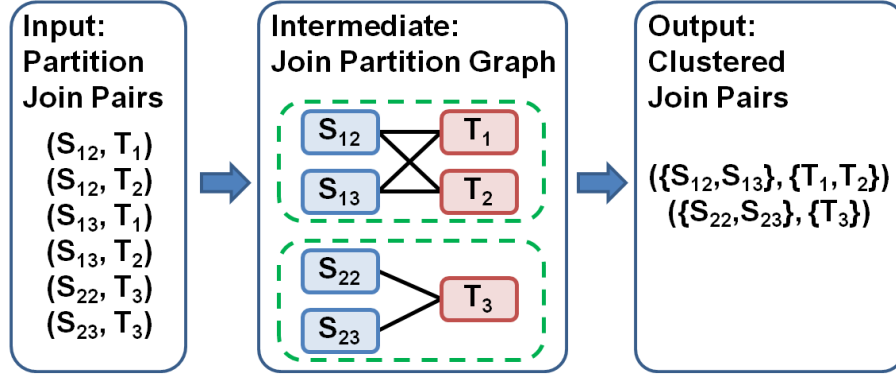 Input:
Partition
Join Pairs
(S₁₂, T₁)
(S₁₂, T₂)
(S₁₃, T₁)
(S₁₃, T₂)
(S₂₂, T₃)
(S₂₃, T₃)
Intermediate:
Join Partition Graph
S₁₂ T₁
S₁₃ T₂
S₂₂
T₃
S₂₃
Output:
Clustered
Join Pairs
({S₁₂,S₁₃}, {T₁,T₂})
({S₂₂,S₂₃}, {T₃})